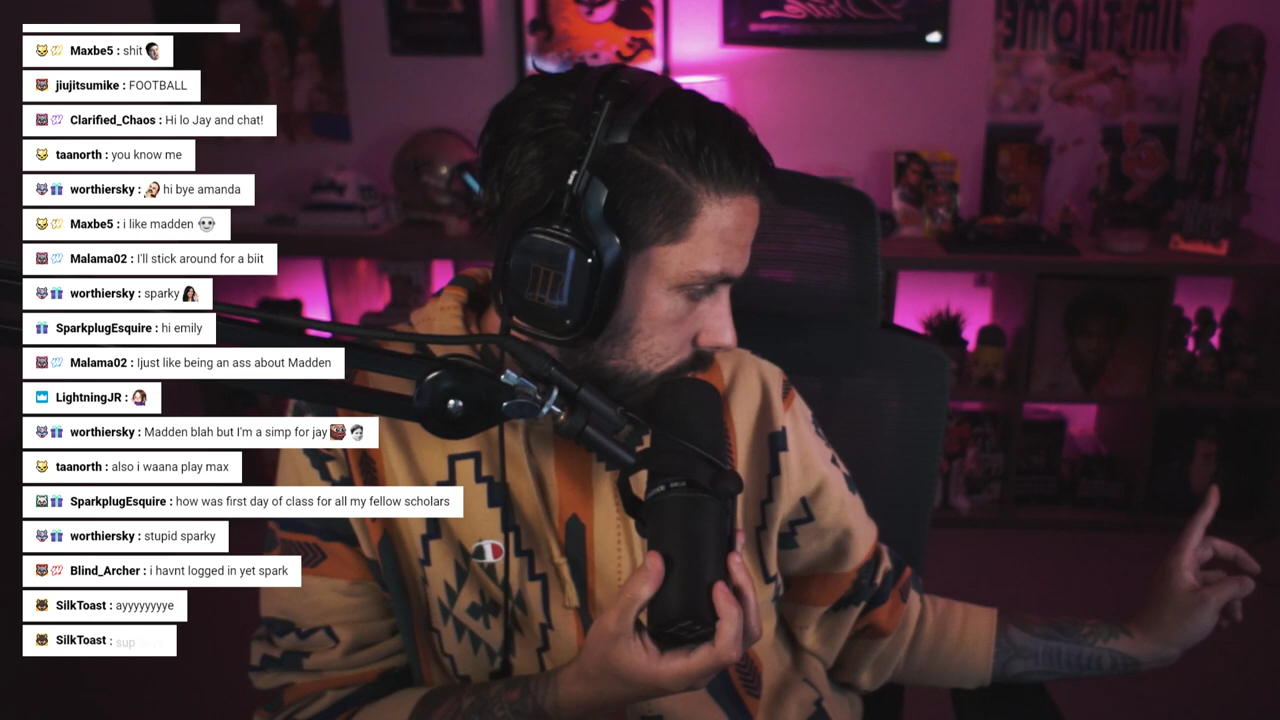 Maxbe5 : shit
jiujitsumike : FOOTBALL
Clarified_Chaos : Hi lo Jay and chat!
taanorth : you know me
worthiersky : hi bye amanda
Maxbe5 : i like madden
Malama02 : I'll stick around for a biit
worthiersky : sparky
SparkplugEsquire : hi emily
Malama02 : Ijust like being an ass about Madden
LightningJR :
worthiersky : Madden blah but I'm a simp for jay
taanorth : also i waana play max
SparkplugEsquire : how was first day of class for all my fellow scholars
worthiersky : stupid sparky
Blind_Archer : i havnt logged in yet spark
SilkToast : ayyyyyyye
SilkToast : sup
Pride
JIM THOME